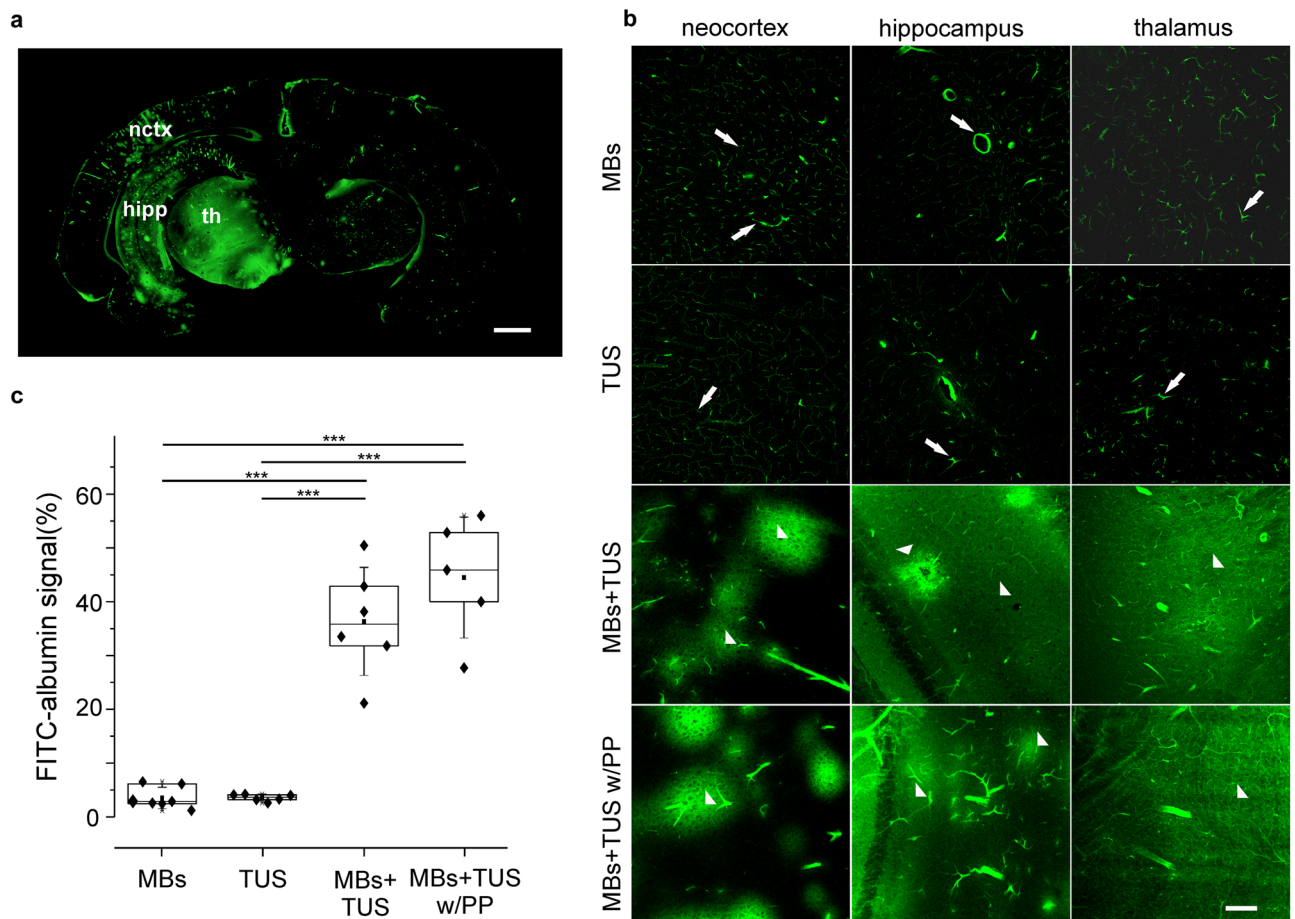 a
nctx
hipp
th
b
neocortex
hippocampus
thalamus
MBs
TUS
MBs+TUS
MBs+TUS w/PP
c
***
***
***
***
FITC-albumin signal(%)
60
40
20
0
MBs
TUS
MBs+
TUS
MBs+TUS
w/PP